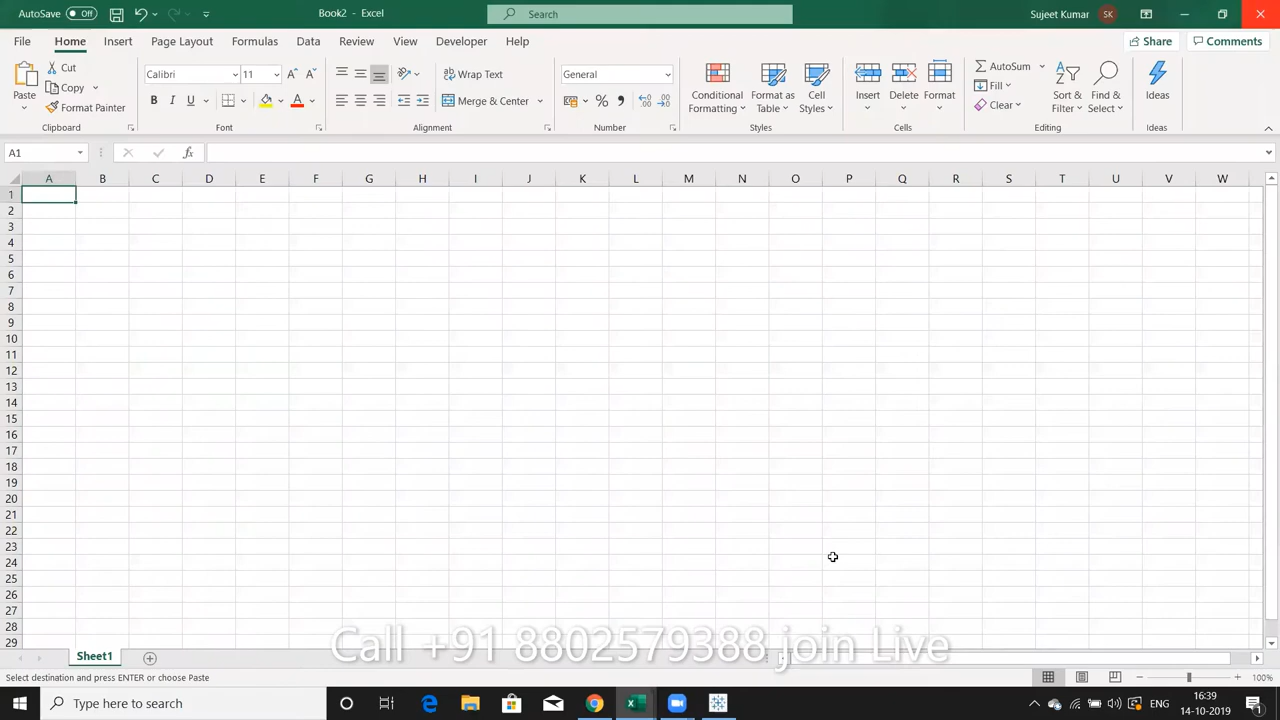 AutoSave Off Book2 - Excel Search Sujeet Kumar SK
File Home Insert Page Layout Formulas Data Review View Developer Help Share Comments
Paste Cut Copy Format Painter Clipboard
Calibri 11 A A B I U A Font
ab Wrap Text Merge & Center Alignment
General % , Number
Conditional Formatting Format as Table Cell Styles Styles
Insert Delete Format Cells
AutoSum Fill Clear Sort & Filter Find & Select Editing
Ideas Ideas
A1 fx
A B C D E F G H I J K L M N O P Q R S T U V W
1
2
3
4
5
6
7
8
9
10
11
12
13
14
15
16
17
18
19
20
21
22
23
24
25
26
27
28
29
Call +91 8802579388 join Live
Sheet1
Select destination and press ENTER or choose Paste 100%
Type here to search ENG 16:39
14-10-2019